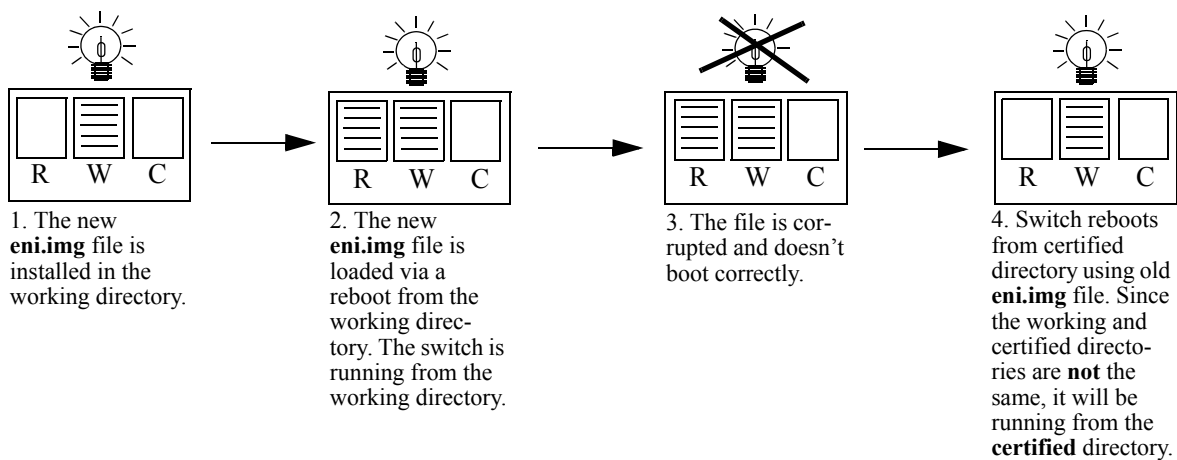 R W C
R W C
R W C
R W C
1. The new
eni.img file is
installed in the
working directory.
2. The new
eni.img file is
loaded via a
reboot from the
working direc-
tory. The switch is
running from the
working directory.
3. The file is cor-
rupted and doesn’t
boot correctly.
4. Switch reboots
from certified
directory using old
eni.img file. Since
the working and
certified directo-
ries are not the
same, it will be
running from the
certified directory.